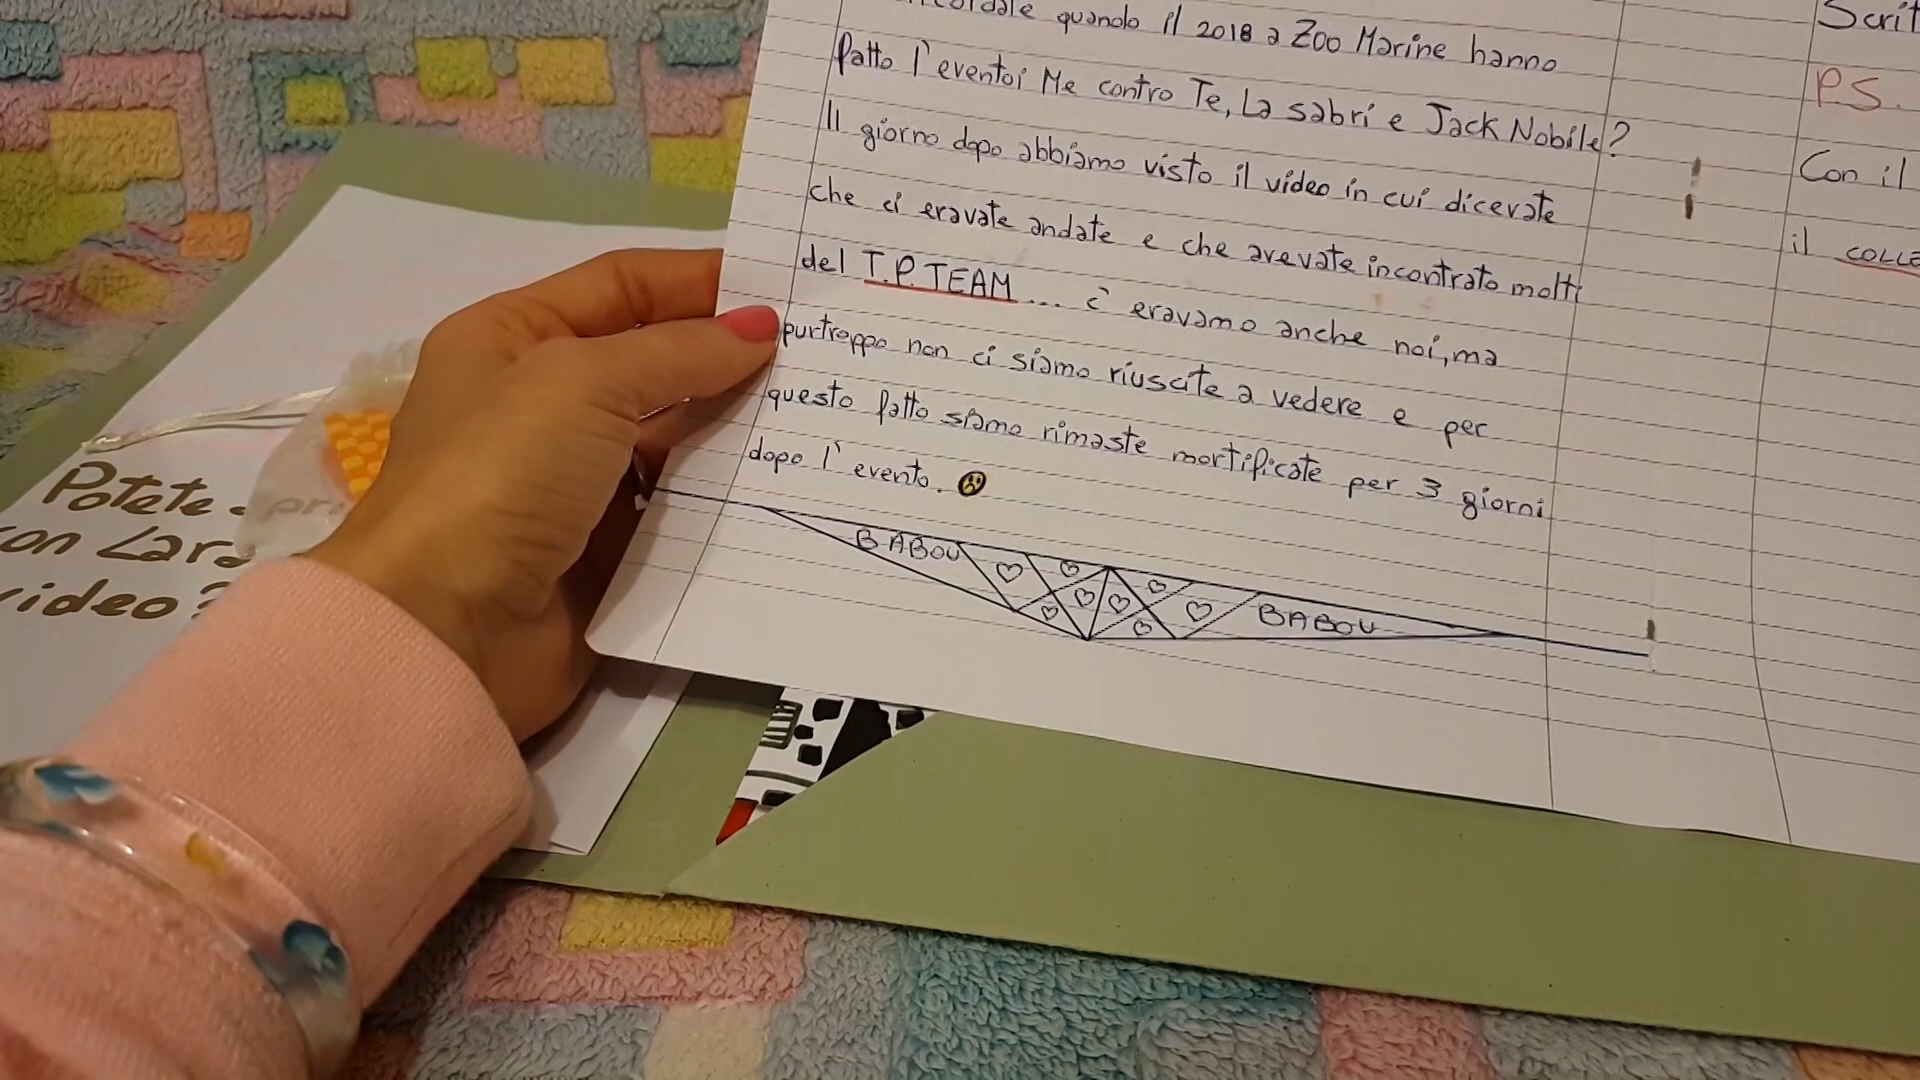 quando il 2018 a Zoo Marine hanno
fatto l'evento: Me contro Te, La sabri e Jack Nobile?
Il giorno dopo abbiamo visto il video in cui dicevate
che ci eravate andate e che avevate incontrato molti
del T.P. TEAM... c'eravamo anche noi, ma
purtroppo non ci siamo riuscite a vedere e per
questo fatto siamo rimaste mortificate per 3 giorni
dopo l'evento.
BABOU BABOU
P.S.
Con il
il
Potete
video?